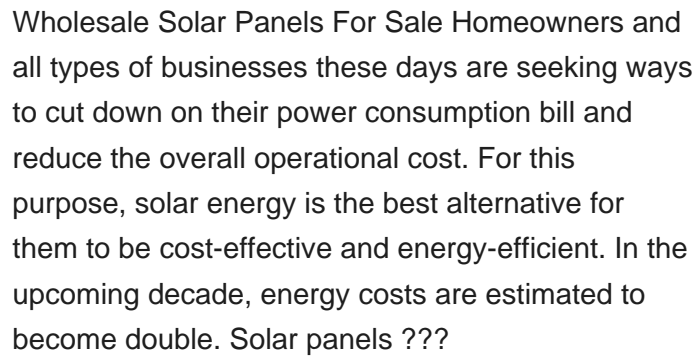 Wholesale Solar Panels For Sale Homeowners and
all types of businesses these days are seeking ways
to cut down on their power consumption bill and
reduce the overall operational cost. For this
purpose, solar energy is the best alternative for
them to be cost-effective and energy-efficient. In the
upcoming decade, energy costs are estimated to
become double. Solar panels ???